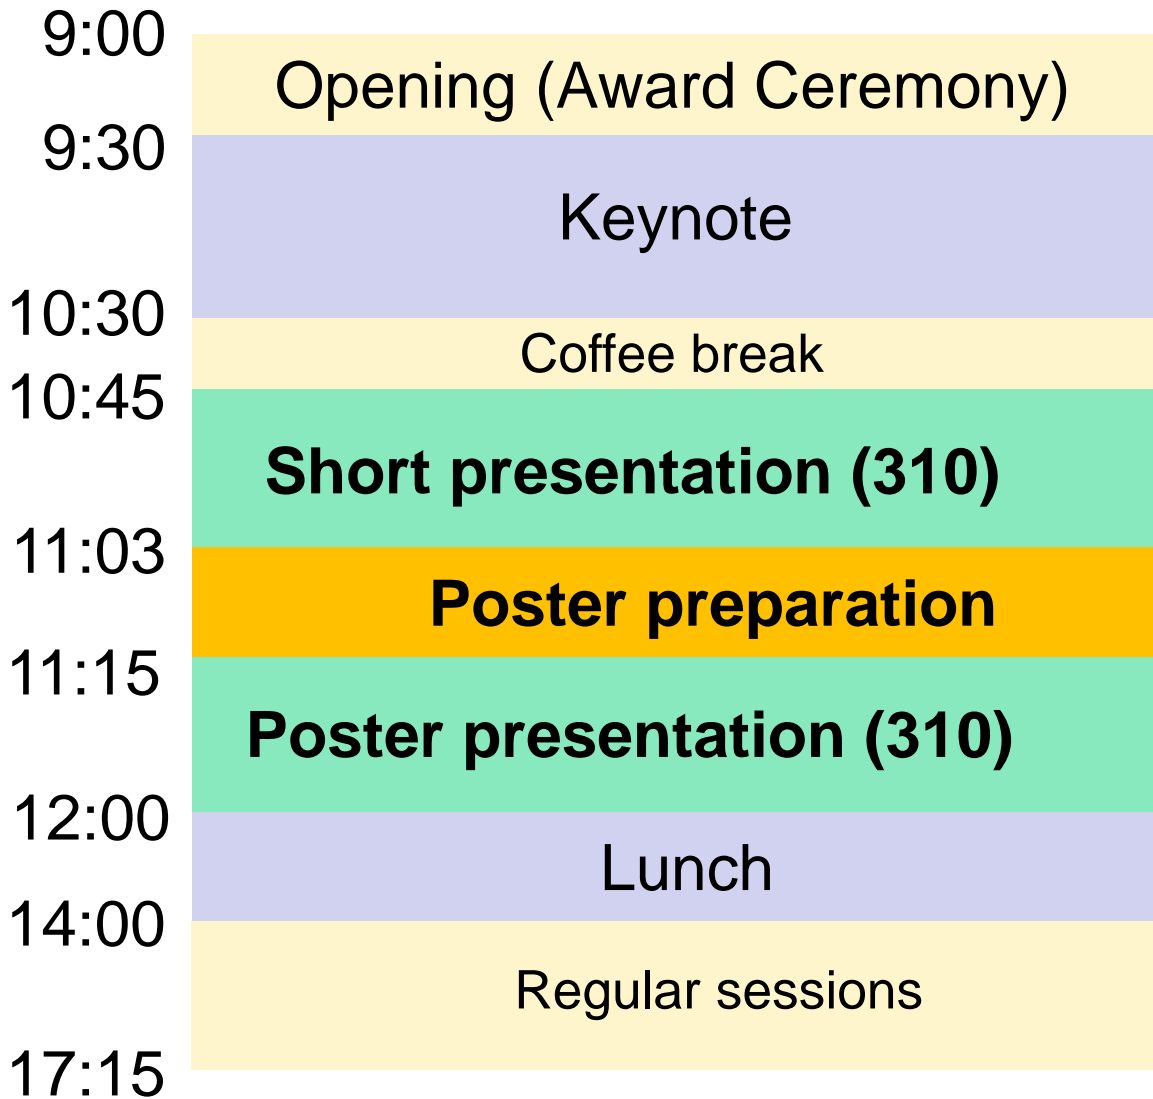 9:00
Opening (Award Ceremony)
9:30
Keynote
10:30
Coffee break
10:45
Short presentation (310)
11:03
Poster preparation
11:15
Poster presentation (310)
12:00
Lunch
14:00
Regular sessions
17:15